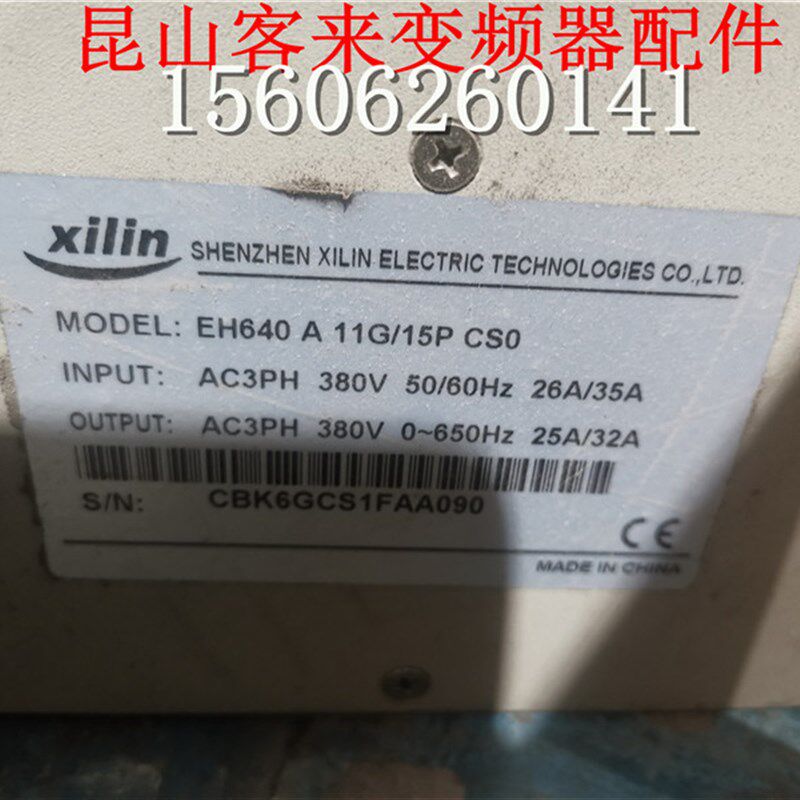 昆山客来变频器配件
15606260141
xilin SHENZHEN XILIN ELECTRIC TECHNOLOGIES CO.,LTD.
MODEL: EH640 A 11G/15P CS0
INPUT: AC3PH 380V 50/60Hz 26A/35A
OUTPUT: AC3PH 380V 0~650Hz 25A/32A
S/N: CBK6GCS1FAA090
CE
MADE IN CHINA